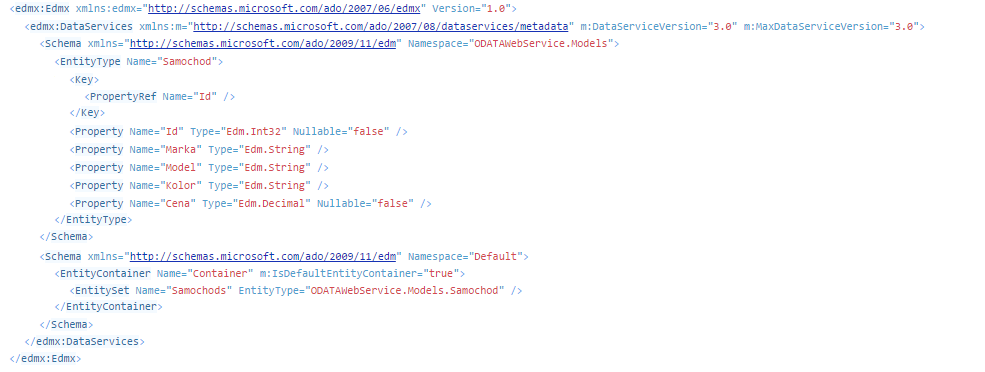 <edmx:Edmx xmlns:edmx="http://schemas.microsoft.com/ado/2007/06/edmx" Version="1.0">
<edmx:DataServices xmlns:m="http://schemas.microsoft.com/ado/2007/08/dataservices/metadata" m:DataServiceVersion="3.0" m:MaxDataServiceVersion="3.0">
<Schema xmlns="http://schemas.microsoft.com/ado/2009/11/edm" Namespace="ODATAWebService.Models">
<EntityType Name="Samochod">
<Key>
<PropertyRef Name="Id" />
</Key>
<Property Name="Id" Type="Edm.Int32" Nullable="false" />
<Property Name="Marka" Type="Edm.String" />
<Property Name="Model" Type="Edm.String" />
<Property Name="Kolor" Type="Edm.String" />
<Property Name="Cena" Type="Edm.Decimal" Nullable="false" />
</EntityType>
</Schema>
<Schema xmlns="http://schemas.microsoft.com/ado/2009/11/edm" Namespace="Default">
<EntityContainer Name="Container" m:IsDefaultEntityContainer="true">
<EntitySet Name="Samochods" EntityType="ODATAWebService.Models.Samochod" />
</EntityContainer>
</Schema>
</edmx:DataServices>
</edmx:Edmx>